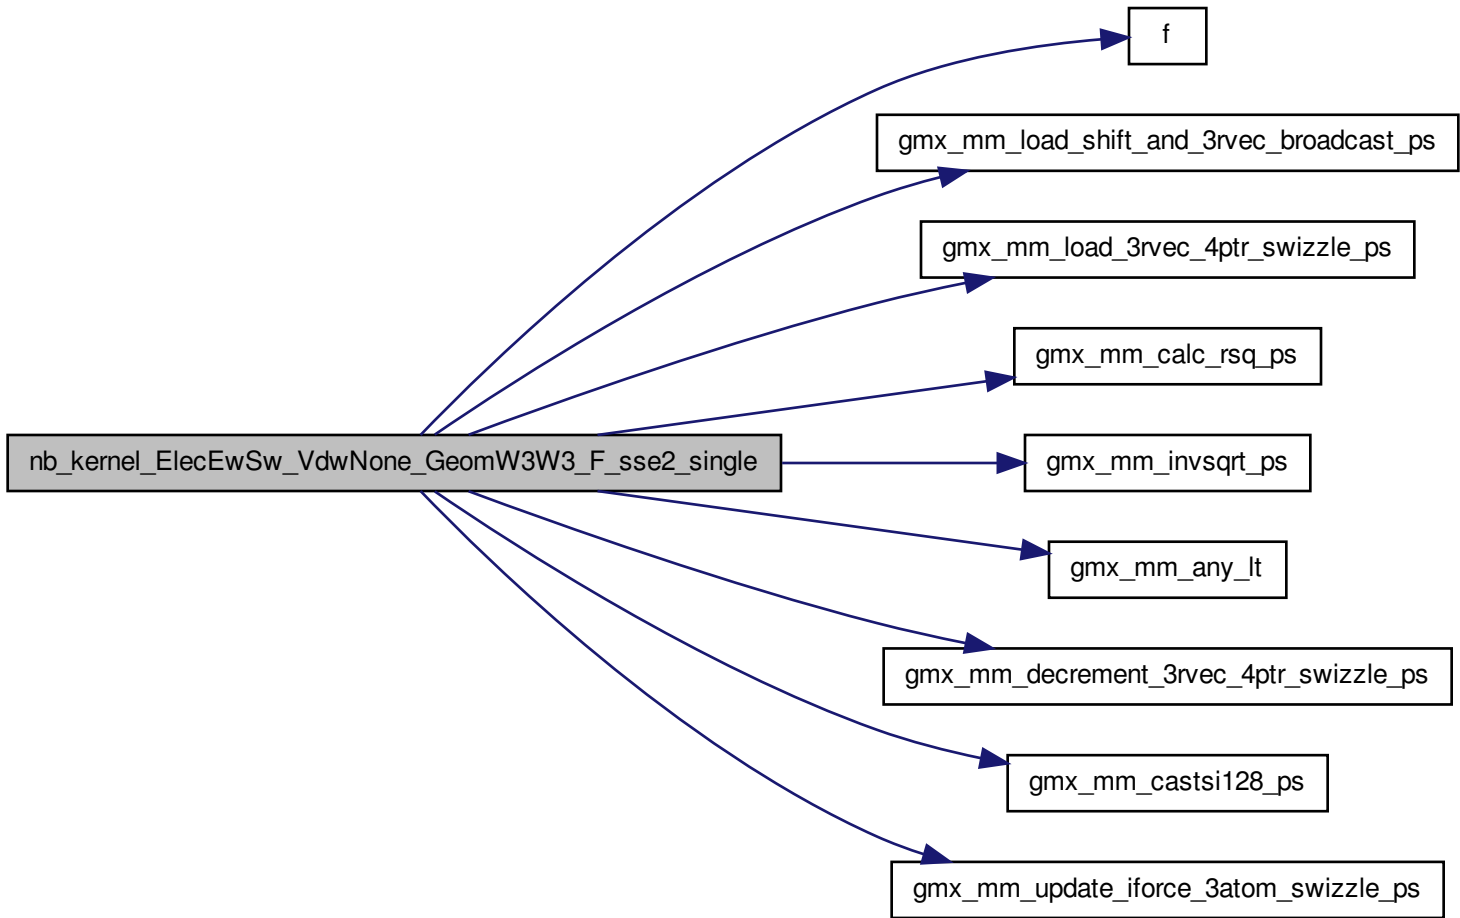 f
gmx_mm_load_shift_and_3rvec_broadcast_ps
gmx_mm_load_3rvec_4ptr_swizzle_ps
gmx_mm_calc_rsq_ps
nb_kernel_ElecEwSw_VdwNone_GeomW3W3_F_sse2_single
gmx_mm_invsqrt_ps
gmx_mm_any_lt
gmx_mm_decrement_3rvec_4ptr_swizzle_ps
gmx_mm_castsi128_ps
gmx_mm_update_iforce_3atom_swizzle_ps